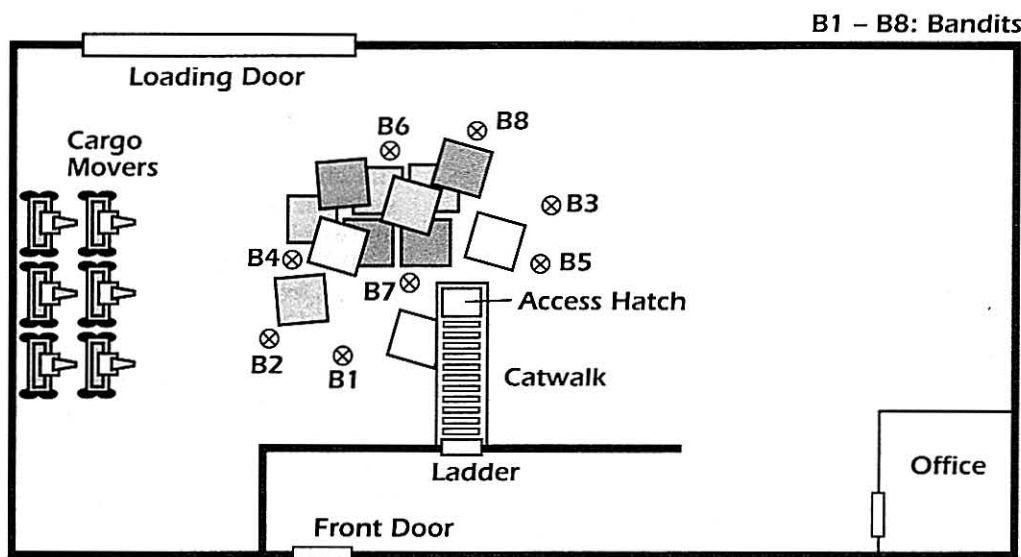 B1 – B8: Bandits
Loading Door
Cargo
Movers
B6
B8
B3
B4
B5
B7
Access Hatch
B2
B1
Catwalk
Ladder
Office
Front Door